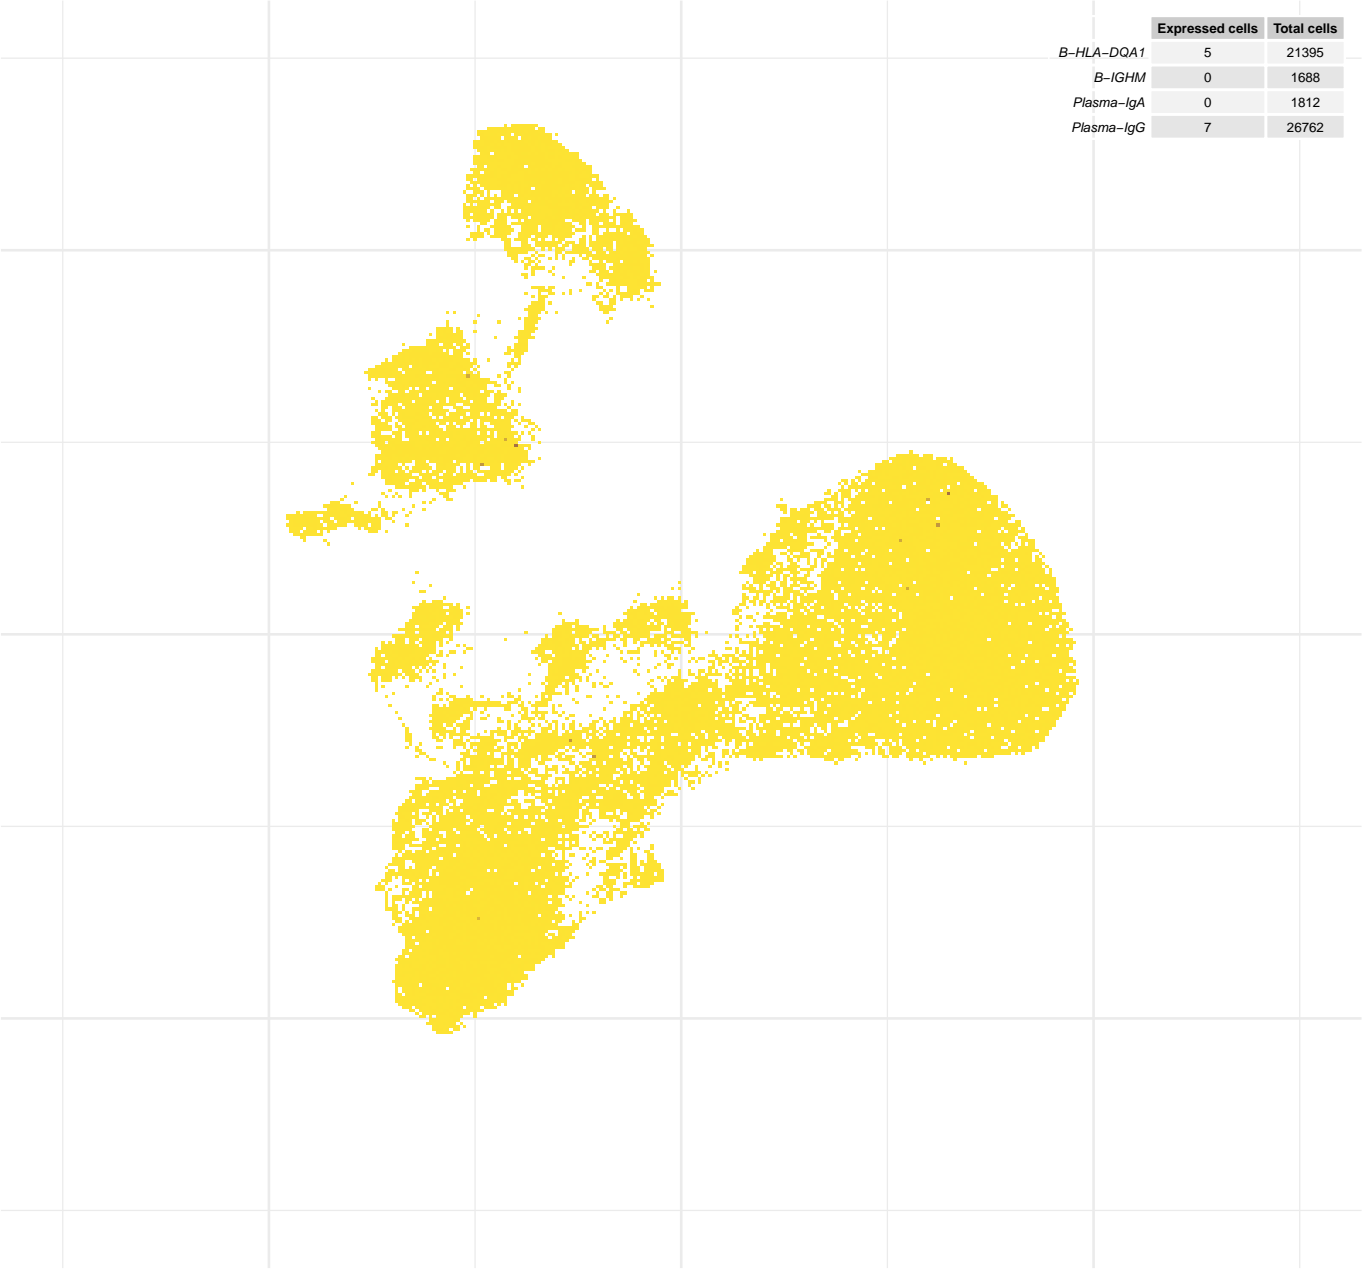 Expressed cells Total cells
B−HLA−DQA1 5 21395
B−IGHM 0 1688
Plasma−IgA 0 1812
Plasma−IgG 7 26762